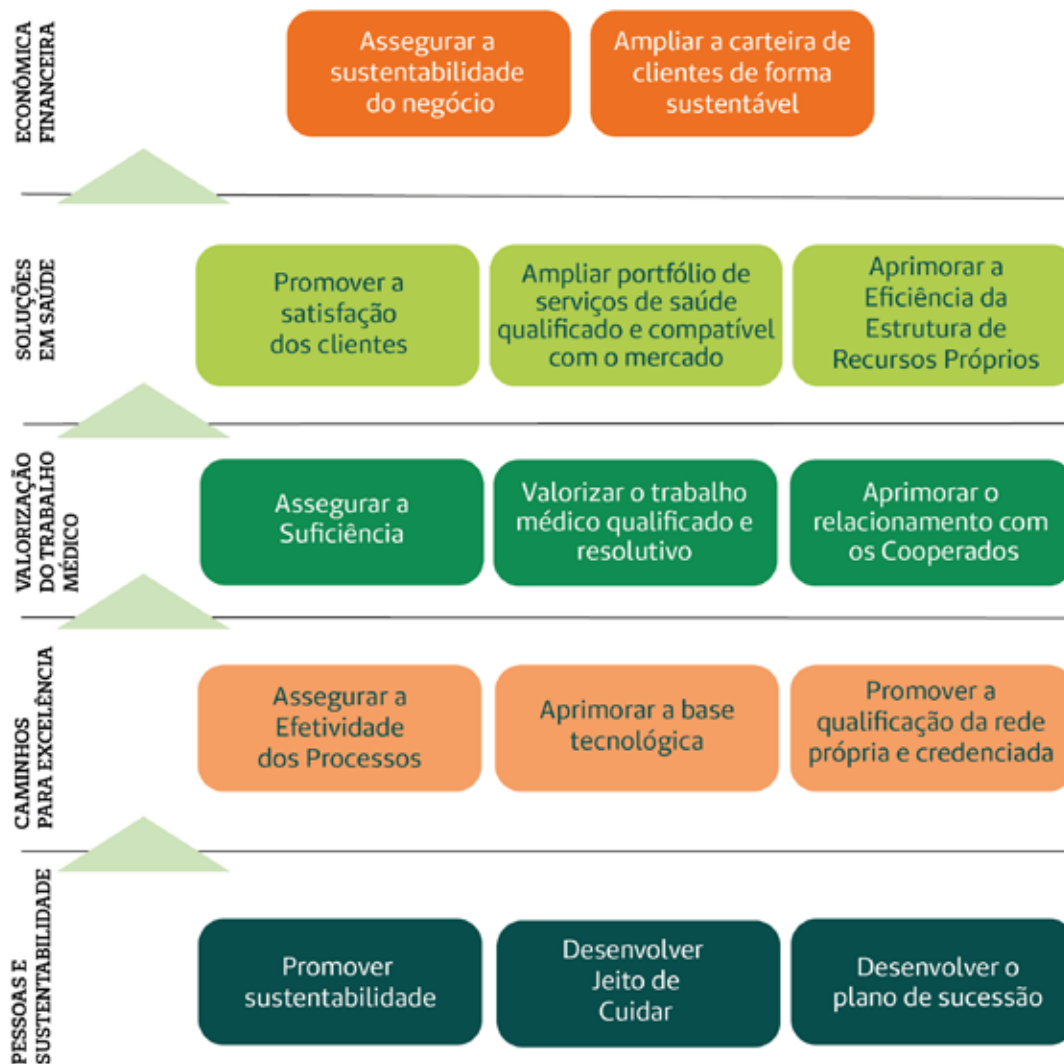 ECONÔMICA
FINANCEIRA
Assegurar a
sustentabilidade
do negócio
Ampliar a carteira de
clientes de forma
sustentável
SOLUÇÕES
EM SAÚDE
Promover a
satisfação
dos clientes
Ampliar portfólio de
serviços de saúde
qualificado e compatível
com o mercado
Aprimorar a
Eficiência da
Estrutura de
Recursos Próprios
VALORIZAÇÃO
DO TRABALHO
MÉDICO
Assegurar a
Suficiência
Valorizar o trabalho
médico qualificado e
resolutivo
Aprimorar o
relacionamento com
os Cooperados
CAMINHOS
PARA EXCELÊNCIA
Assegurar a
Efetividade
dos Processos
Aprimorar a base
tecnológica
Promover a
qualificação da rede
própria e credenciada
PESSOAS E
SUSTENTABILIDADE
Promover
sustentabilidade
Desenvolver
Jeito de
Cuidar
Desenvolver o
plano de sucessão